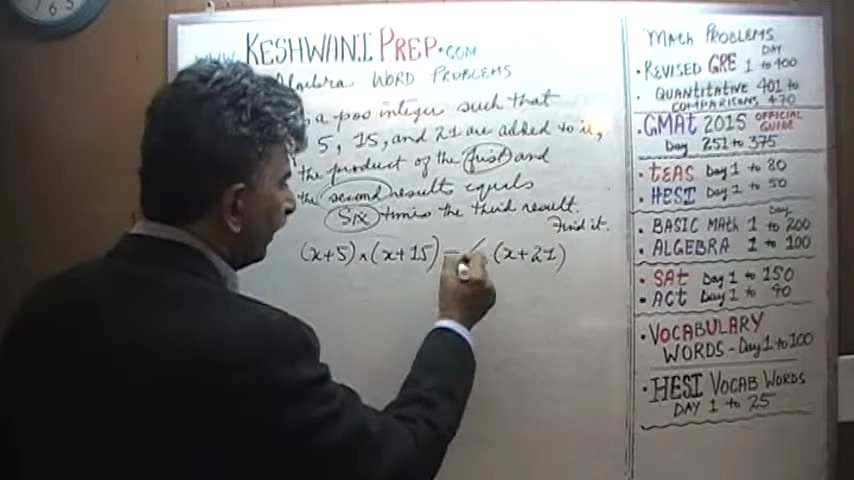 www.KESHWANI PREP.COM
Algebra WORD PROBLEMS
a pos integer such that
5, 15, and 21 are added to it,
the product of the first and
the second results equals
Six times the third result.
Find it.
(x+5) × (x+15) = 6 (x+21)
MATH PROBLEMS
DAY
• REVISED GRE 1 to 400
• QUANTITATIVE 401 to
COMPARISONS 470
• GMAT 2015 OFFICIAL
GUIDE
Day 251 to 375
• TEAS Day 1 to 80
• HESI Day 1 to 50
Day
• BASIC MATH 1 to 200
• ALGEBRA 1 to 100
• SAT Day 1 to 150
• ACT Day 1 to 90
• VOCABULARY
WORDS - Day 1 to 100
• HESI VOCAB WORDS
DAY 1 to 25